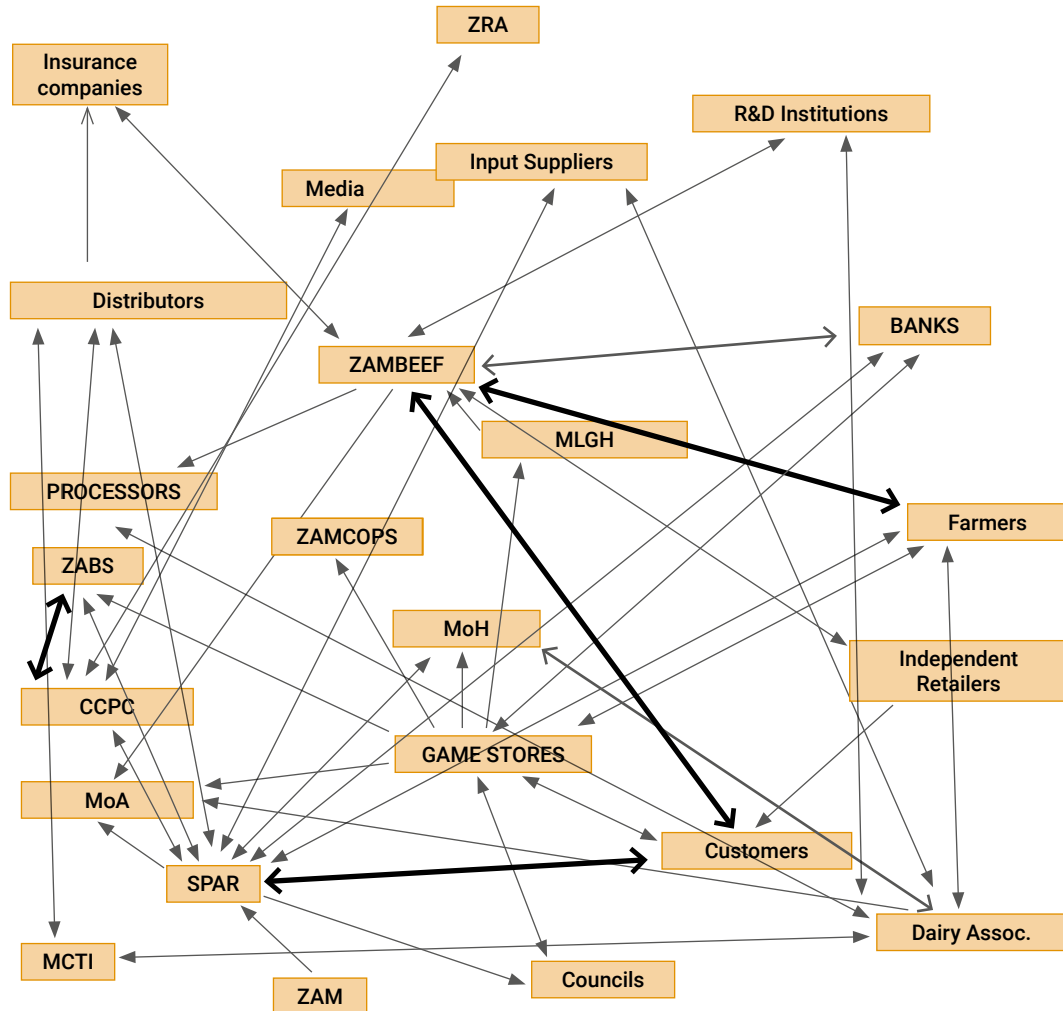 ZRA
Insurance
companies
R&D Institutions
Input Suppliers
Media
Distributors
BANKS
ZAMBEEF
MLGH
PROCESSORS
Farmers
ZAMCOPS
ZABS
MoH
Independent
Retailers
CCPC
GAME STORES
MoA
Customers
SPAR
Dairy Assoc.
MCTI
Councils
ZAM